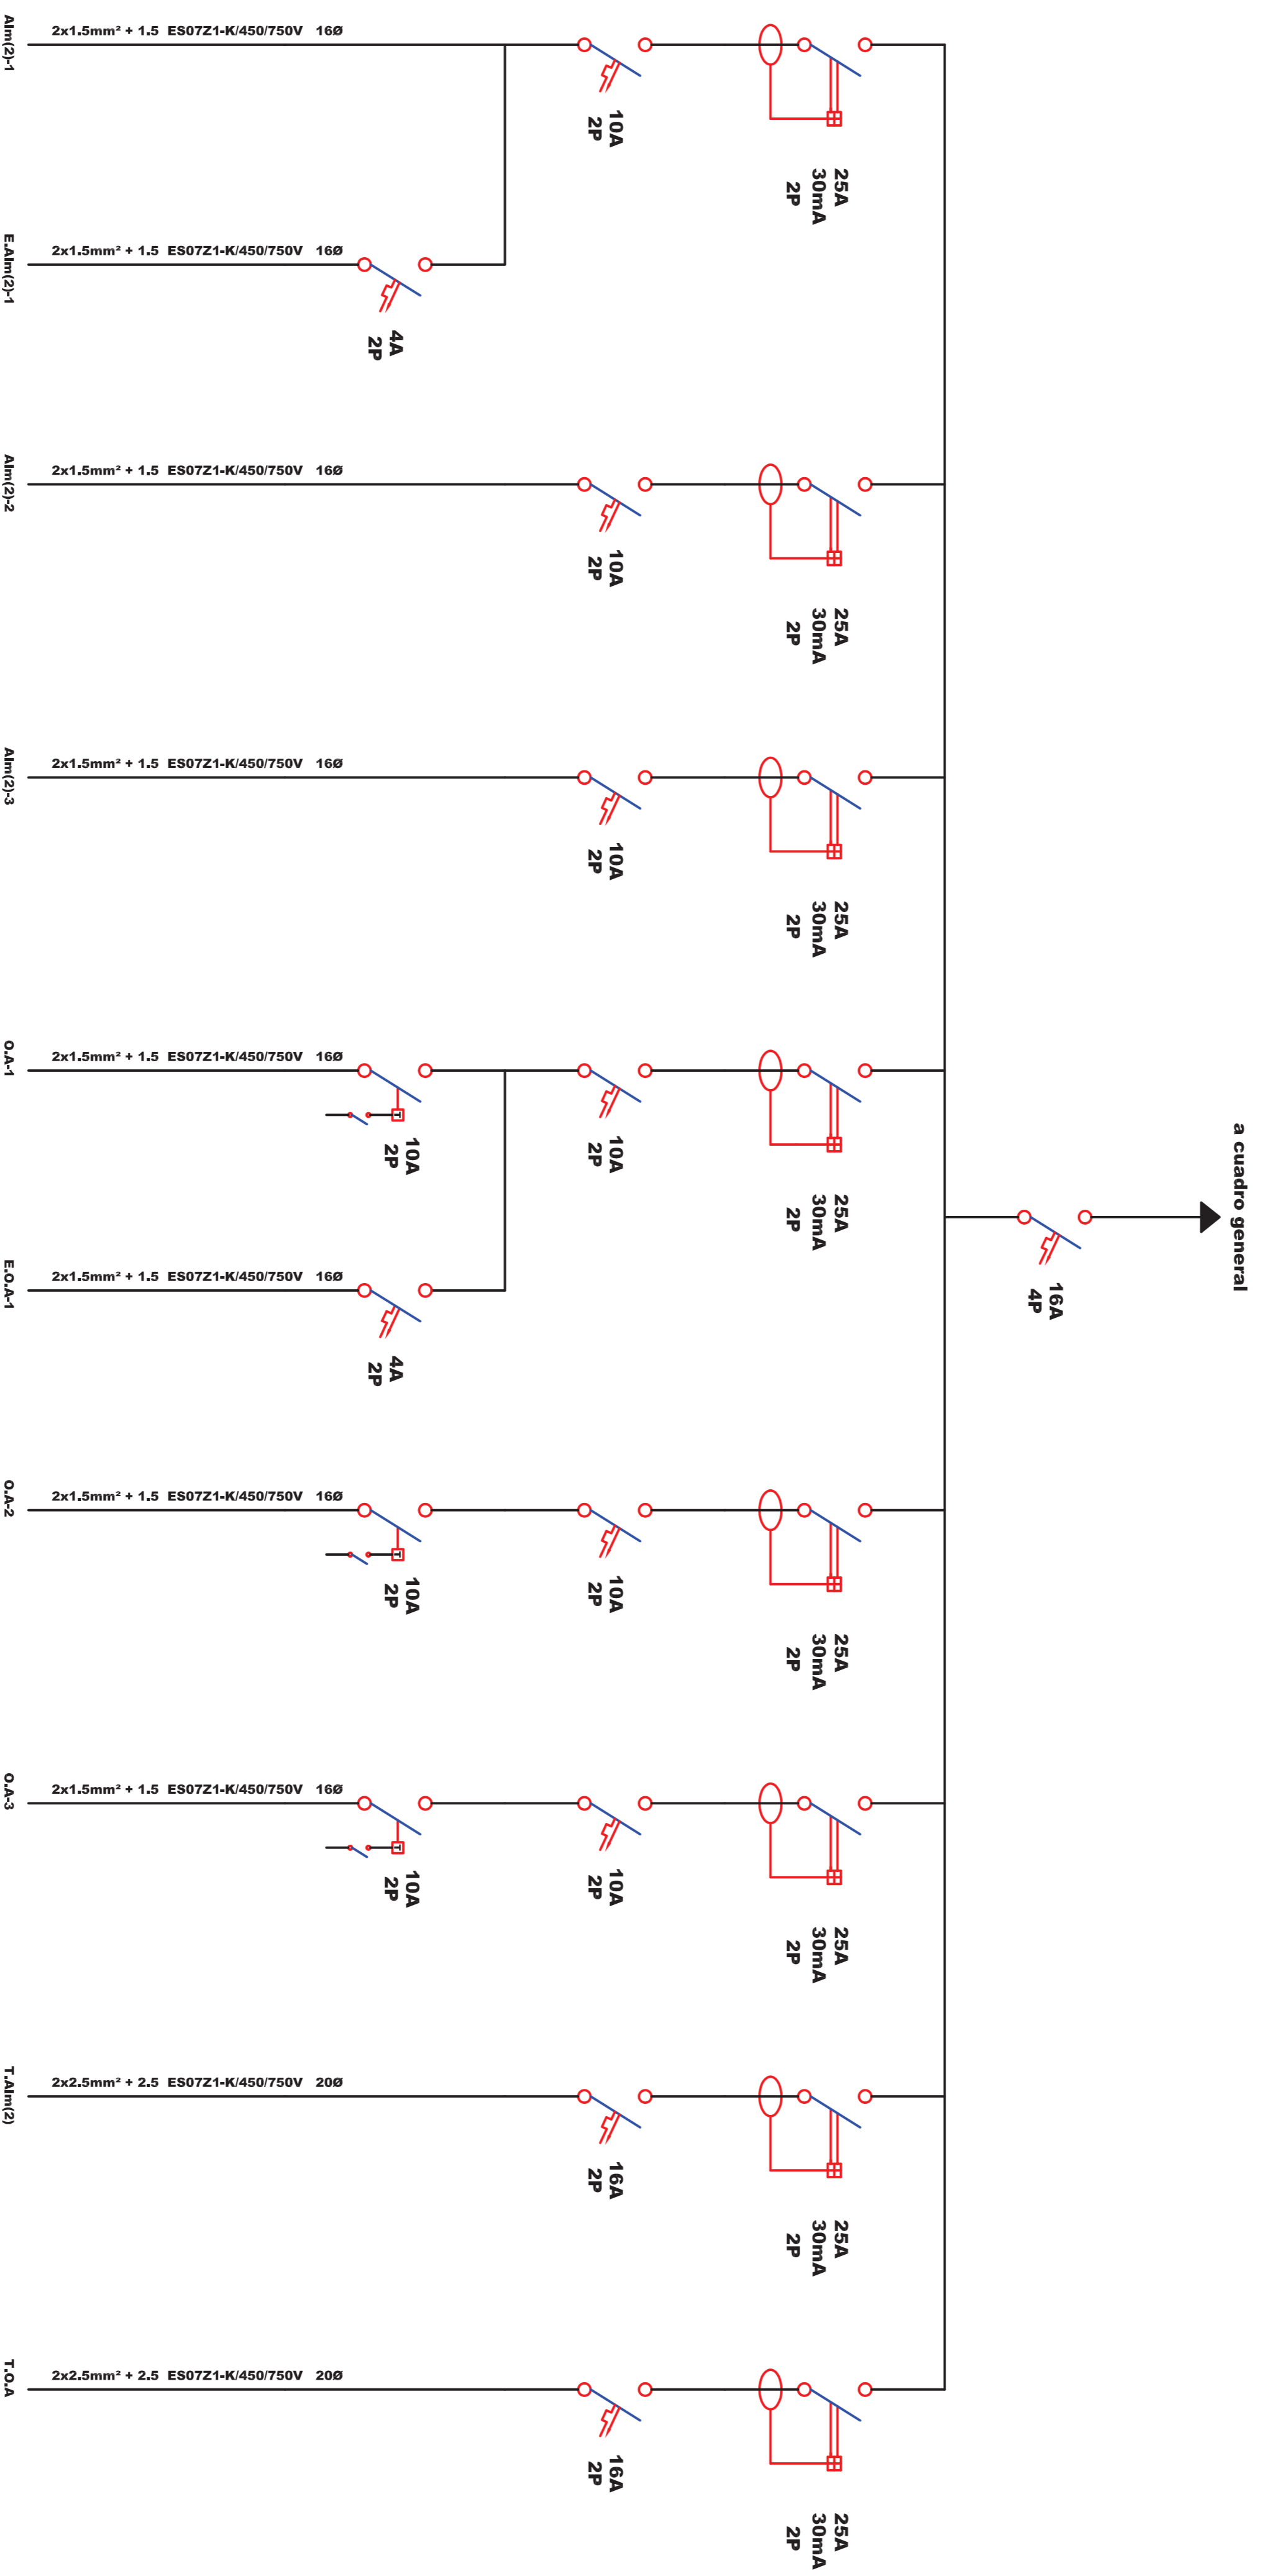 a cuadro general
16A
4P
25A
30mA
2P
25A
30mA
2P
25A
30mA
2P
25A
30mA
2P
25A
30mA
2P
25A
30mA
2P
25A
30mA
2P
25A
30mA
2P
10A
2P
10A
2P
10A
2P
10A
2P
10A
2P
10A
2P
16A
2P
16A
2P
4A
2P
T
10A
2P
4A
2P
T
10A
2P
T
10A
2P
2x1.5mm² + 1.5 ES07Z1-K/450/750V 16Ø
2x1.5mm² + 1.5 ES07Z1-K/450/750V 16Ø
2x1.5mm² + 1.5 ES07Z1-K/450/750V 16Ø
2x1.5mm² + 1.5 ES07Z1-K/450/750V 16Ø
2x1.5mm² + 1.5 ES07Z1-K/450/750V 16Ø
2x1.5mm² + 1.5 ES07Z1-K/450/750V 16Ø
2x1.5mm² + 1.5 ES07Z1-K/450/750V 16Ø
2x1.5mm² + 1.5 ES07Z1-K/450/750V 16Ø
2x2.5mm² + 2.5 ES07Z1-K/450/750V 20Ø
2x2.5mm² + 2.5 ES07Z1-K/450/750V 20Ø
Alm(2)-1
E.Alm(2)-1
Alm(2)-2
Alm(2)-3
O.A-1
E.O.A-1
O.A-2
O.A-3
T.Alm(2)
T.O.A